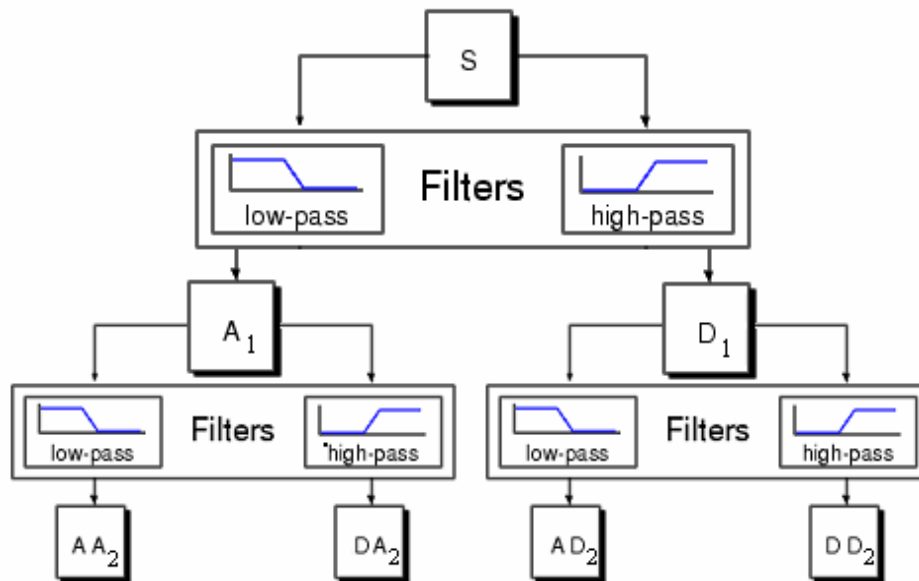 S
Filters
low-pass
high-pass
A1
D1
Filters
low-pass
high-pass
Filters
low-pass
high-pass
AA2
DA2
AD2
DD2